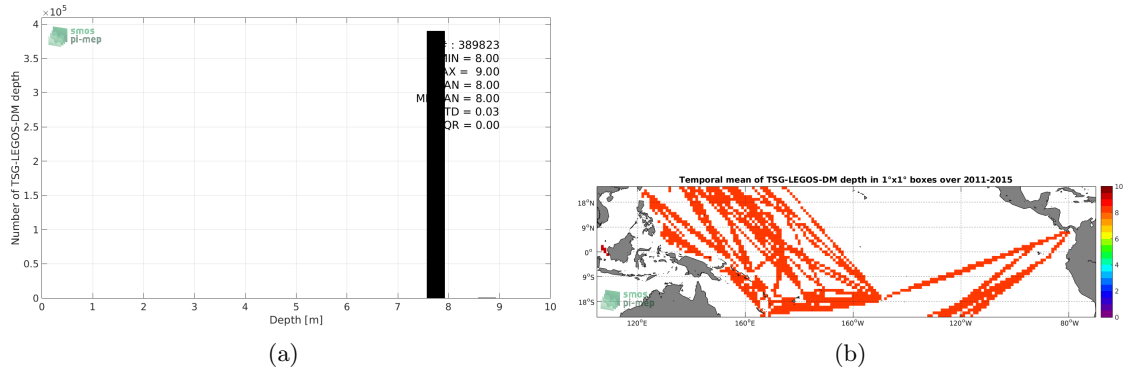 ×10⁵
smos
pi-mep
4
3.5
3
2.5
2
1.5
1
0.5
0
Number of TSG-LEGOS-DM depth
: 389823
MIN = 8.00
AX = 9.00
AN = 8.00
M AN = 8.00
TD = 0.03
QR = 0.00
0 1 2 3 4 5 6 7 8 9 10
Depth [m]
(a)
Temporal mean of TSG-LEGOS-DM depth in 1°x1° boxes over 2011-2015
18°N
9°N
0°
9°S
18°S
smos
pi-mep
120°E 160°E 160°W 120°W 80°W
10
8
6
4
2
0
(b)